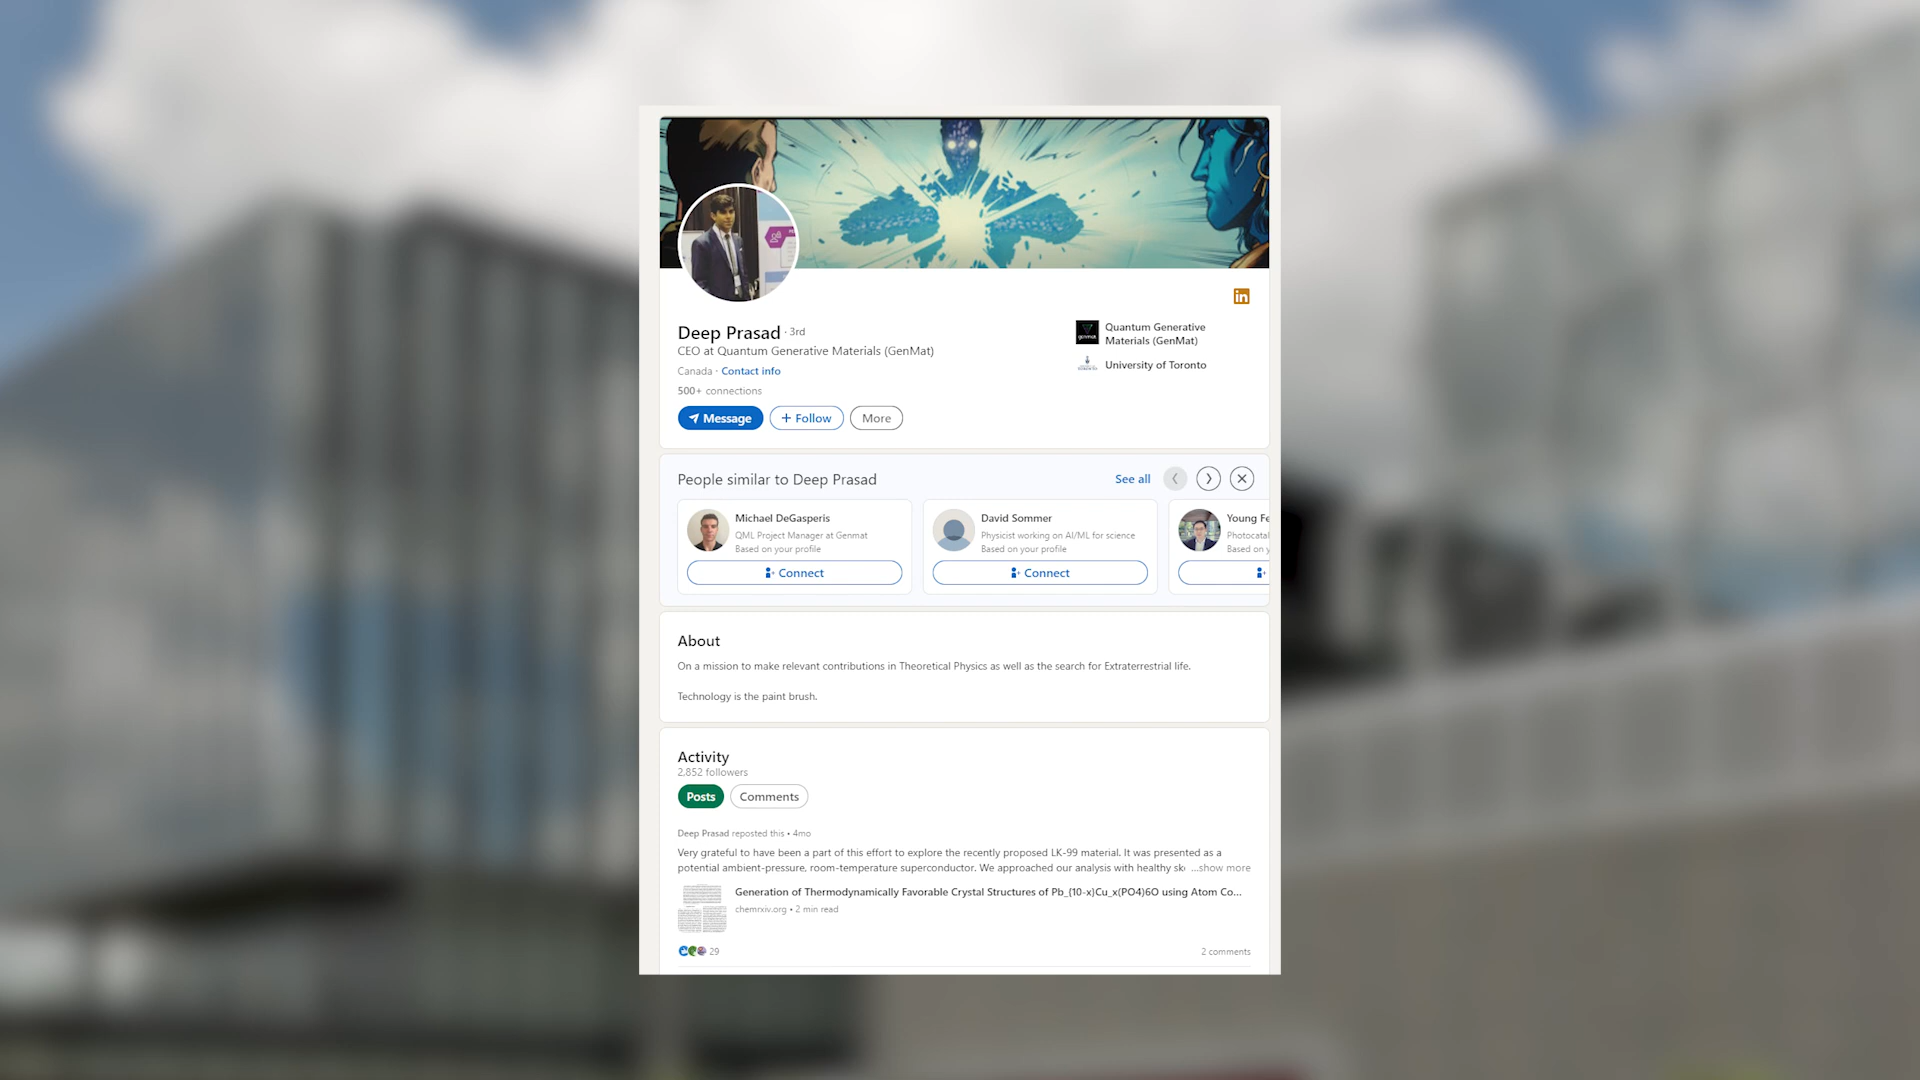 Deep Prasad · 3rd
CEO at Quantum Generative Materials (GenMat)
Canada · Contact info
500+ connections
Message
+ Follow
More
in
genmat
Quantum Generative
Materials (GenMat)
University of Toronto
People similar to Deep Prasad
See all
Michael DeGasperis
QML Project Manager at Genmat
Based on your profile
Connect
David Sommer
Physicist working on AI/ML for science
Based on your profile
Connect
Young Fe
Photocatal
Based on y
About
On a mission to make relevant contributions in Theoretical Physics as well as the search for Extraterrestrial life.
Technology is the paint brush.
Activity
2,852 followers
Posts
Comments
Deep Prasad reposted this • 4mo
Very grateful to have been a part of this effort to explore the recently proposed LK-99 material. It was presented as a
potential ambient-pressure, room-temperature superconductor. We approached our analysis with healthy sk ...show more
Generation of Thermodynamically Favorable Crystal Structures of Pb_(10-x)Cu_x(PO4)6O using Atom Co...
chemrxiv.org • 2 min read
29
2 comments